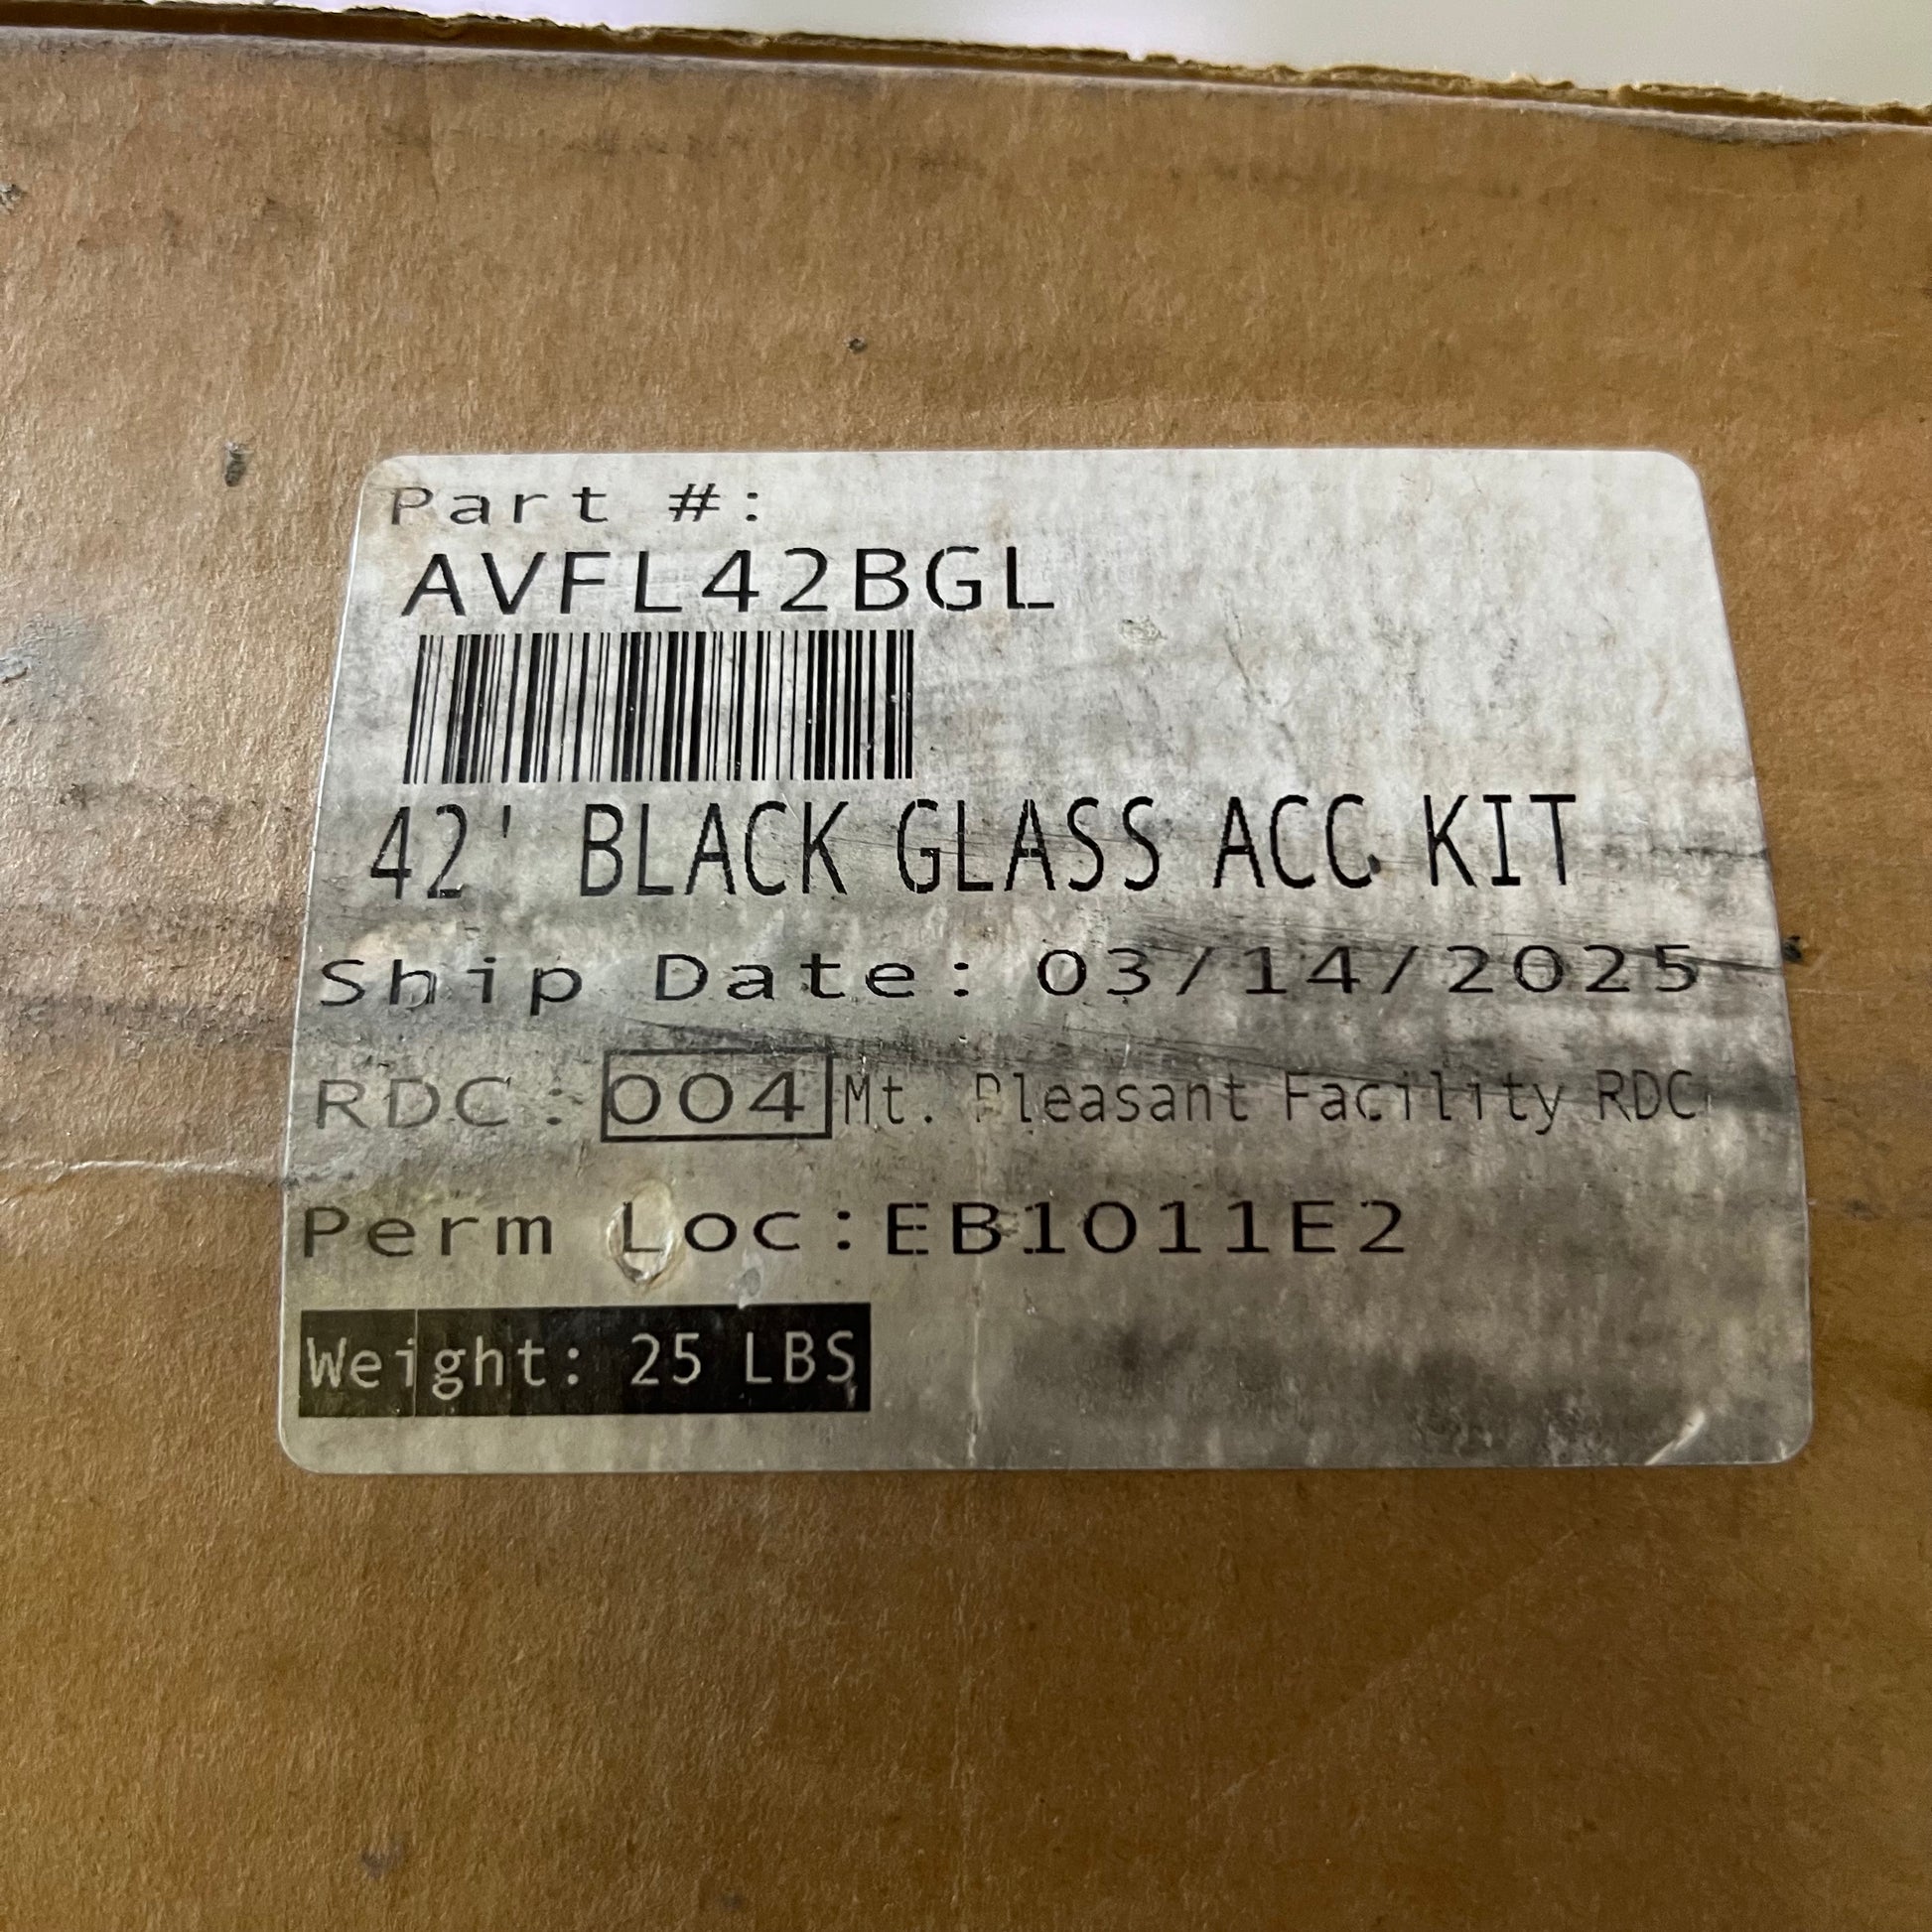 Part #:
AVFL42BGL
42' BLACK GLASS ACC KIT
Ship Date: 03/14/2025
RDC: 004 Mt. Pleasant Facility RDC
Perm Loc:EB1011E2
Weight: 25 LBS